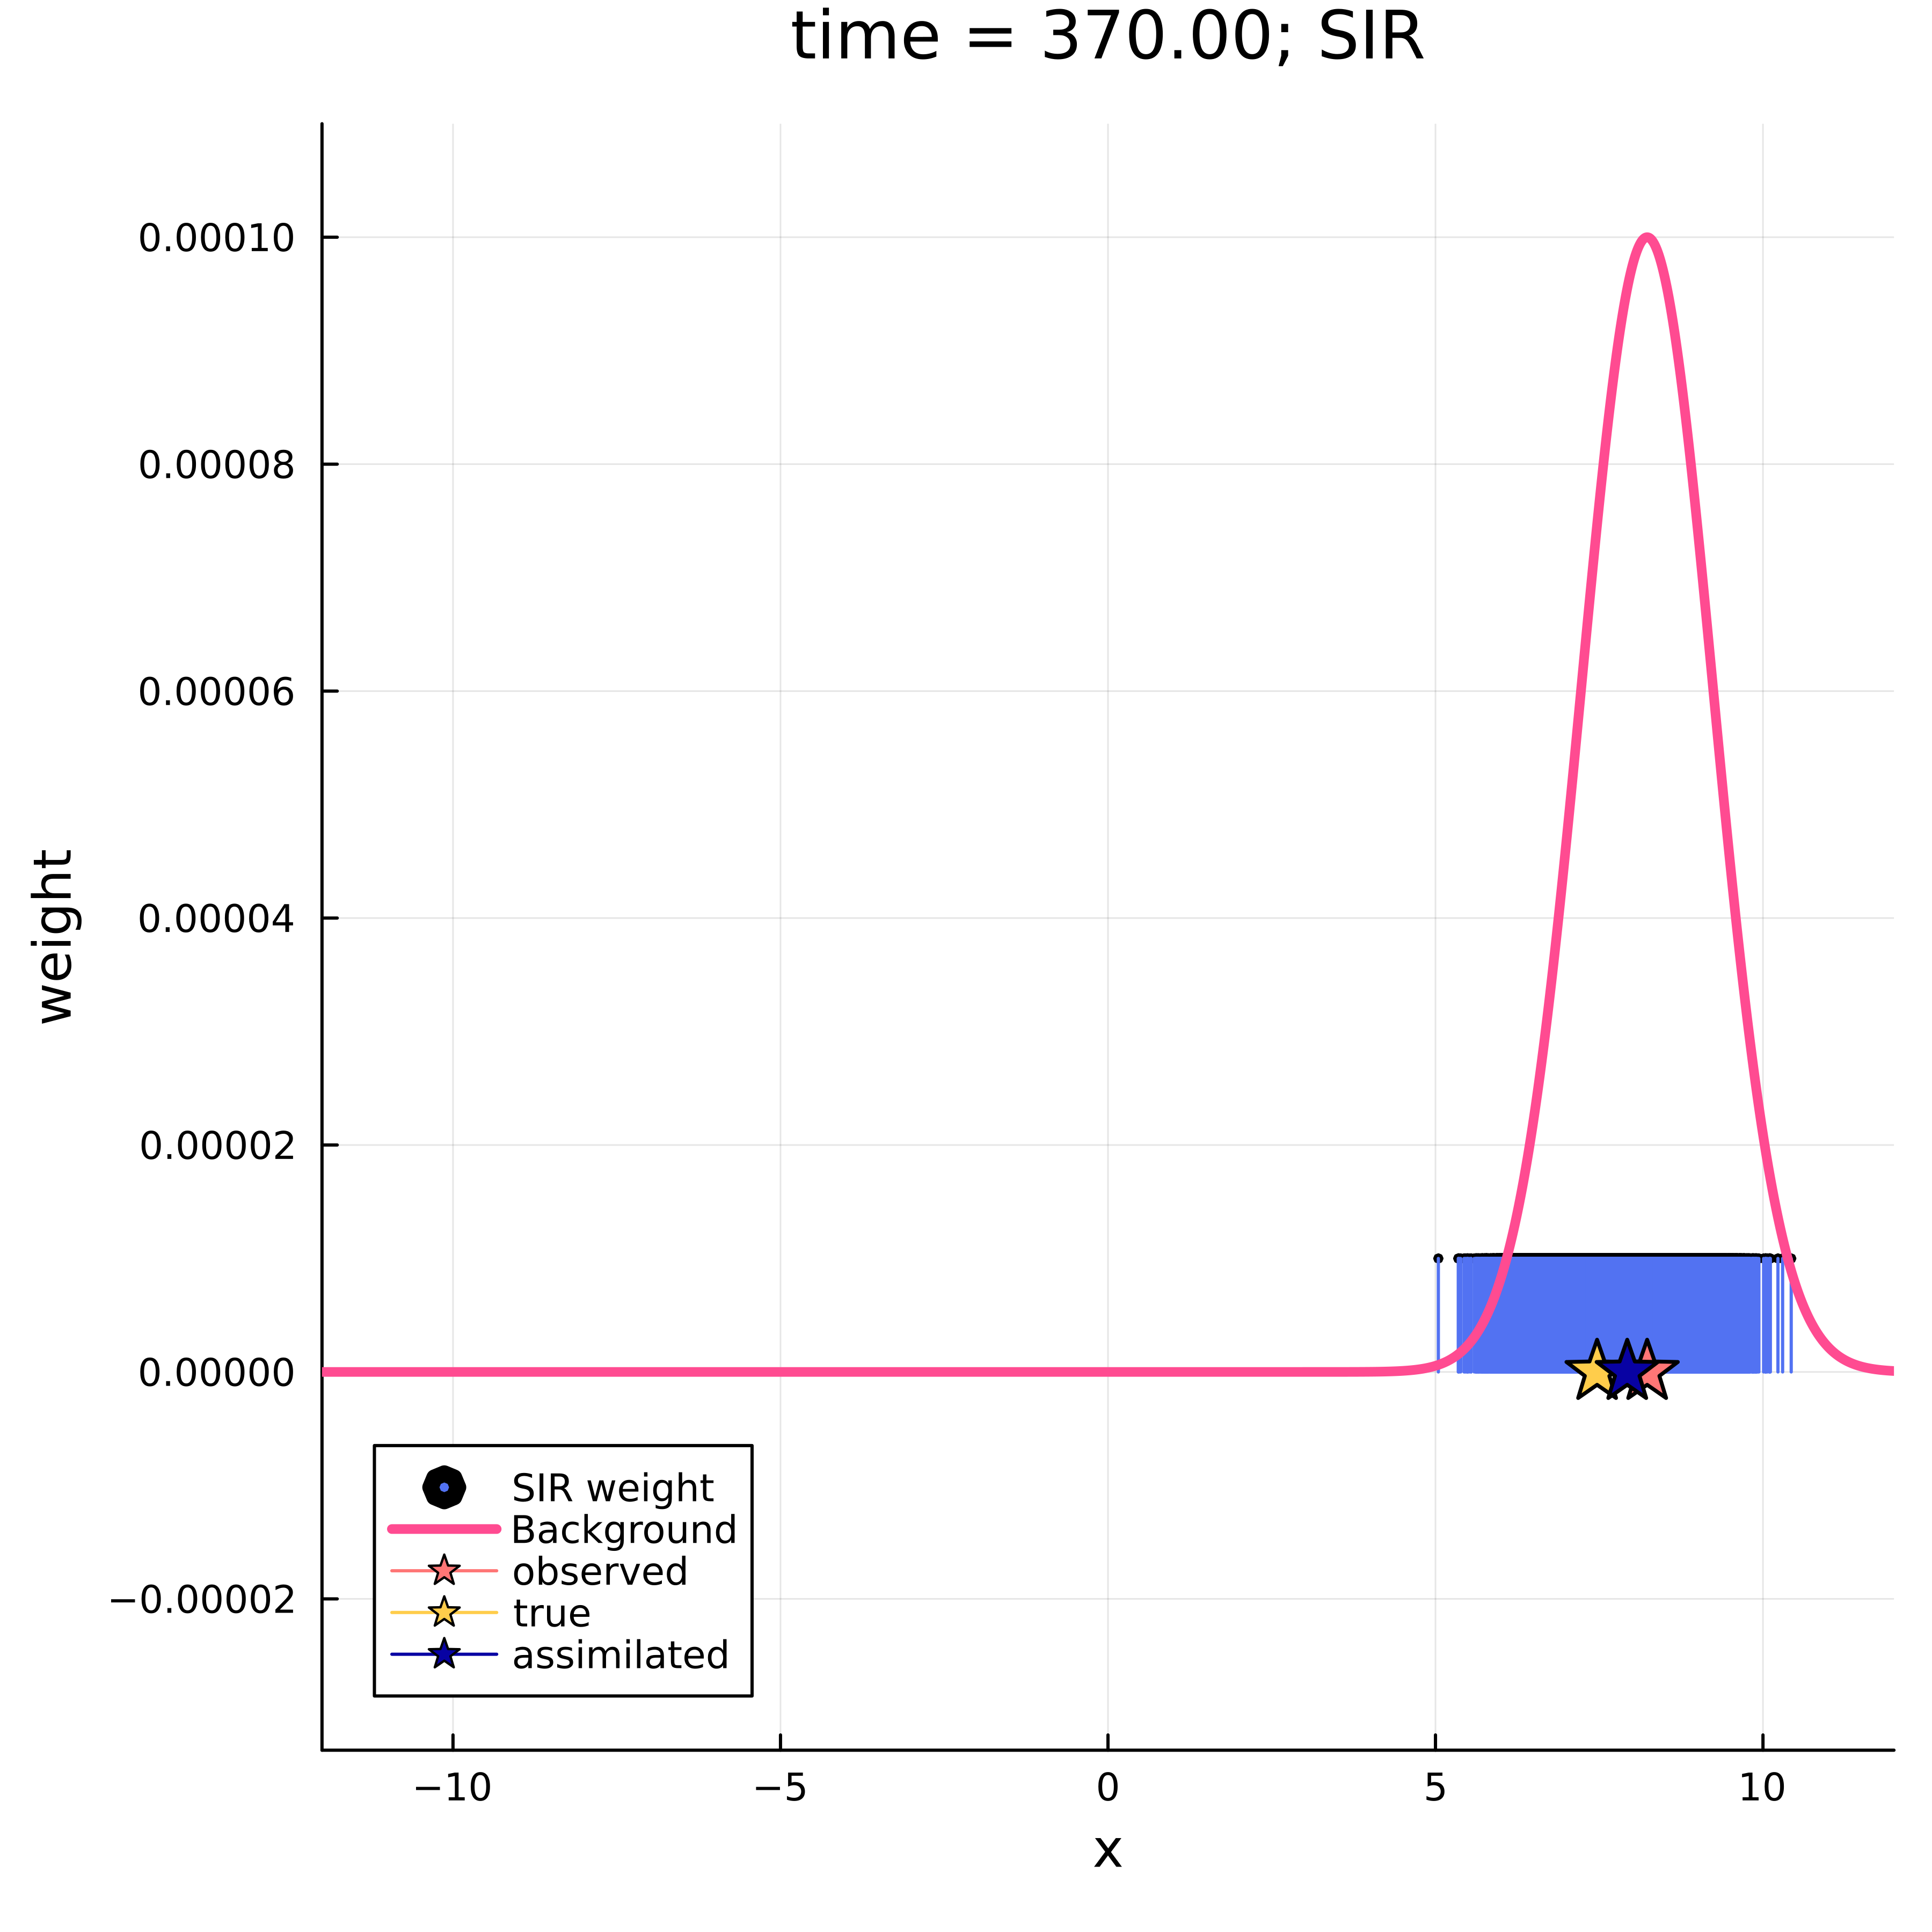 time = 370.00; SIR
0.00010
0.00008
0.00006
0.00004
0.00002
0.00000
−0.00002
weight
SIR weight
Background
observed
true
assimilated
−10
−5
0
5
10
x